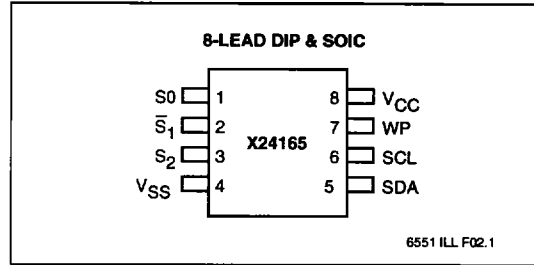 8-LEAD DIP & SOIC
S0 1 8 VCC
S̅1 2 7 WP
X24165
S2 3 6 SCL
VSS 4 5 SDA
6551 ILL F02.1